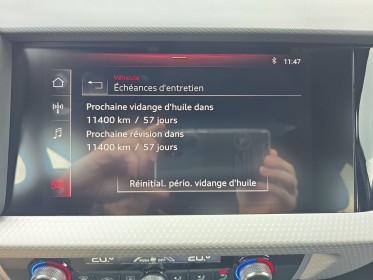 11:47
Véhicule
Échéances d'entretien
Prochaine vidange d'huile dans
11400 km / 57 jours
Prochaine révision dans
11400 km / 57 jours
Réinitial. pério. vidange d'huile